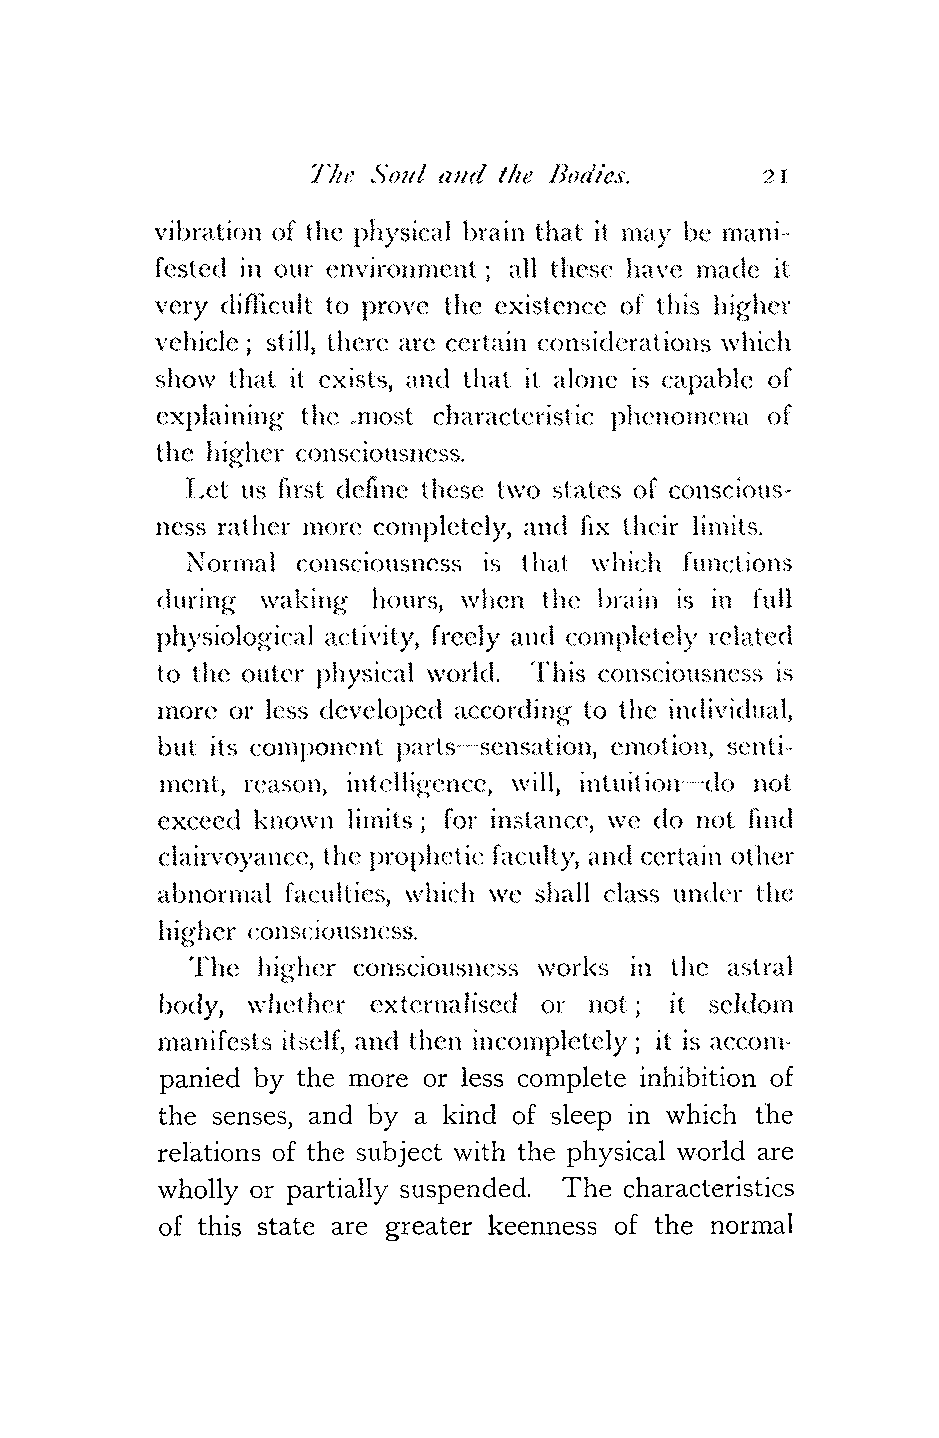 The Soul and the Bodies. 21
vibration of the physical brain that it may be mani-
fested in our environment ; all these have made it
very difficult to prove the existence of this higher
vehicle ; still, there are certain considerations which
show that it exists, and that it alone is capable of
explaining the most characteristic phenomena of
the higher consciousness.
Let us first define these two states of conscious-
ness rather more completely, and fix their limits.
Normal consciousness is that which functions
during waking hours, when the brain is in full
physiological activity, freely and completely related
to the outer physical world. This consciousness is
more or less developed according to the individual,
but its component parts—sensation, emotion, senti-
ment, reason, intelligence, will, intuition—do not
exceed known limits ; for instance, we do not find
clairvoyance, the prophetic faculty, and certain other
abnormal faculties, which we shall class under the
higher consciousness.
The higher consciousness works in the astral
body, whether externalised or not ; it seldom
manifests itself, and then incompletely ; it is accom-
panied by the more or less complete inhibition of
the senses, and by a kind of sleep in which the
relations of the subject with the physical world are
wholly or partially suspended. The characteristics
of this state are greater keenness of the normal